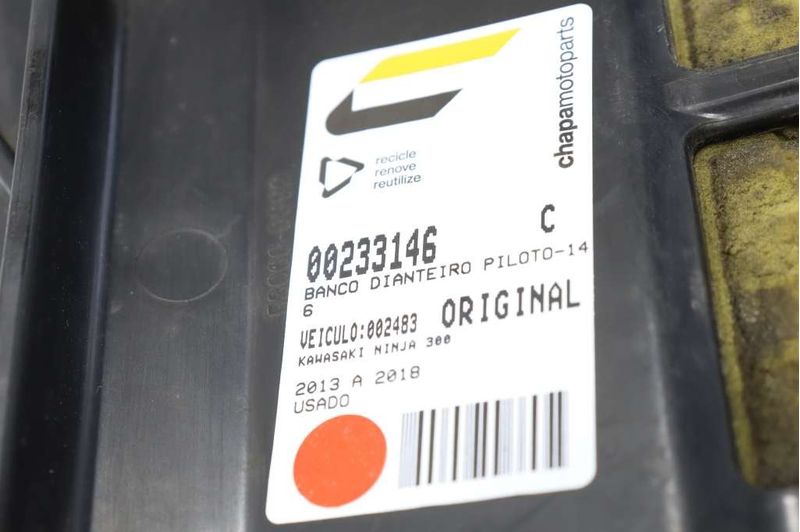 chapamotoparts
recicle
renove
reutilize
C
00233146
BANCO DIANTEIRO PILOTO-14
6
VEICULO:002483 ORIGINAL
KAWASAKI NINJA 300
2013 A 2018
USADO